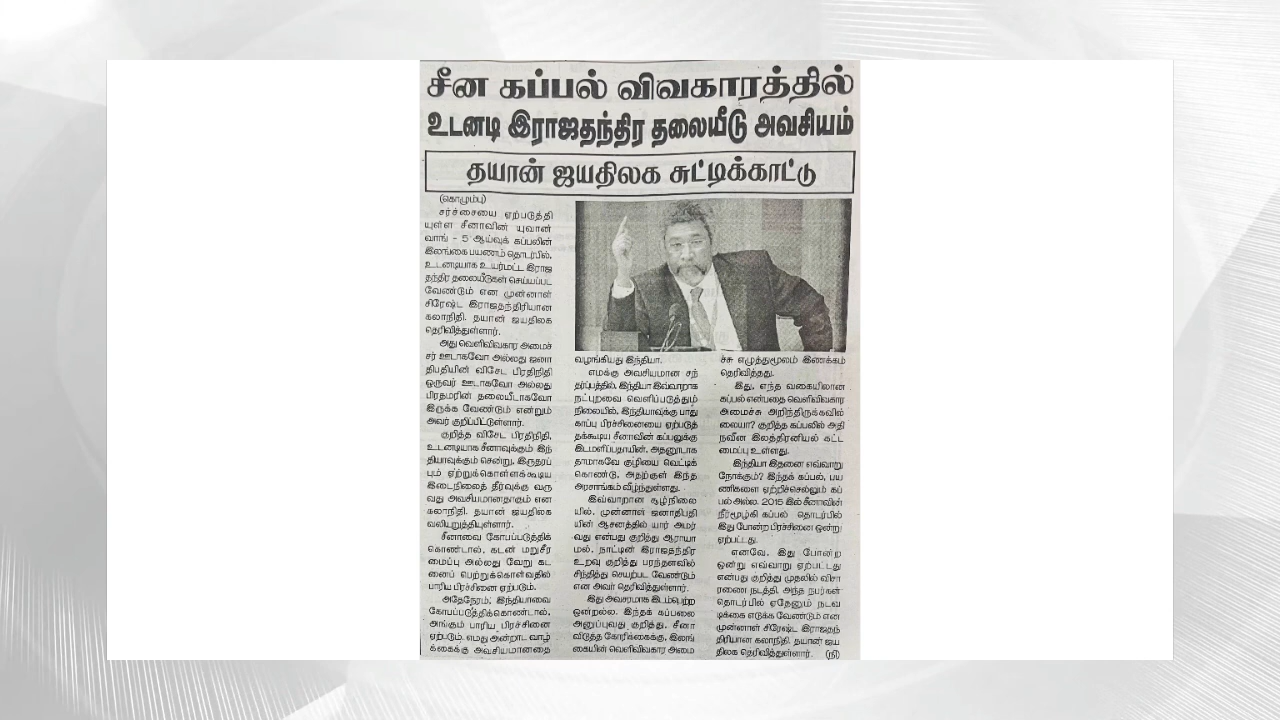 சீன கப்பல் விவகாரத்தில்
உடனடி இராஜதந்திர தலையீடு அவசியம்
தயான் ஜயதிலக சுட்டிக்காட்டு
(கொழும்பு)
சர்ச்சையை ஏற்படுத்தி
யுள்ள சீனாவின் யுவான்
வாங் – 5 ஆய்வுக் கப்பலின்
இலங்கை பயணம் தொடர்பில்,
உடனடியாக உயர்மட்ட இராஜ
தந்திர தலையீடுகள் செய்யப்பட
வேண்டும் என முன்னாள்
சிரேஷ்ட இராஜதந்திரியான
கலாநிதி. தயான் ஜயதிலக
தெரிவித்துள்ளார்.
அது வெளிவிவகார அமைச்
சர் ஊடாகவோ அல்லது ஜனா
திபதியின் விசேட பிரதிநிதி
ஒருவர் ஊடாகவோ அல்லது
பிரதமரின் தலையீடாகவோ
இருக்க வேண்டும் என்றும்
அவர் குறிப்பிட்டுள்ளார்.
குறித்த விசேட பிரதிநிதி,
உடனடியாக சீனாவுக்கும் இந்
தியாவுக்கும் சென்று, இருதரப்
பும் ஏற்றுக்கொள்ளக்கூடிய
இடைநிலைத் தீர்வுக்கு வரு
வது அவசியமானதாகும் என
கலாநிதி. தயான் ஜயதிலக
வலியுறுத்தியுள்ளார்.
சீனாவை கோபப்படுத்திக்
கொண்டால், கடன் மறுசீர
மைப்பு அல்லது வேறு கட
னைப் பெற்றுக்கொள்வதில்
பாரிய பிரச்சினை ஏற்படும்.
அதேநேரம், இந்தியாவை
கோபப்படுத்திக்கொண்டால்,
அங்கும் பாரிய பிரச்சினை
ஏற்படும். எமது அன்றாட வாழ்
க்கைக்கு அவசியமானதை
வழங்கியது இந்தியா.
எமக்கு அவசியமான சந்
தர்ப்பத்தில், இந்தியா இவ்வாறாக
நட்புறவை வெளிப்படுத்தும்
நிலையில், இந்தியாவுக்கு பாது
காப்பு பிரச்சினையை ஏற்படுத்
தக்கூடிய சீனாவின் கப்பலுக்கு
இடமளிப்பதாயின், அதனூடாக
தாமாகவே குழியை வெட்டிக்
கொண்டு, அதற்குள் இந்த
அரசாங்கம் வீழ்ந்துள்ளது.
இவ்வாறான சூழ்நிலை
யில், முன்னாள் ஜனாதிபதி
யின் ஆசனத்தில் யார் அமர்
வது என்பது குறித்து ஆராயா
மல், நாட்டின் இராஜதந்திர
உறவு குறித்து பரந்தளவில்
சிந்தித்து செயற்பட வேண்டும்
என அவர் தெரிவித்துள்ளார்.
இது அவசரமாக இடம்பெற்ற
ஒன்றல்ல. இந்தக் கப்பலை
அனுப்புவது குறித்து, சீனா
விடுத்த கோரிக்கைக்கு, இலங்
கையின் வெளிவிவகார அமை
ச்சு எழுத்துமூலம் இணக்கம்
தெரிவித்தது.
இது, எந்த வகையிலான
கப்பல் என்பதை வெளிவிவகார
அமைச்சு அறிந்திருக்கவில்
லையா? குறித்த கப்பலில் அதி
நவீன இலத்திரனியல் கட்ட
மைப்பு உள்ளது.
இந்தியா இதனை எவ்வாறு
நோக்கும்? இந்தக் கப்பல், பய
ணிகளை ஏற்றிச்செல்லும் கப்
பல் அல்ல. 2015 இல் சீனாவின்
நீர்மூழ்கி கப்பல் தொடர்பில்
இது போன்ற பிரச்சினை ஒன்று
ஏற்பட்டது.
எனவே, இது போன்ற
ஒன்று எவ்வாறு ஏற்பட்டது
என்பது குறித்து முதலில் விசா
ரணை நடத்தி, அந்த நபர்கள்
தொடர்பில் ஏதேனும் நடவ
டிக்கை எடுக்க வேண்டும் என
முன்னாள் சிரேஷ்ட இராஜதந்
திரியான கலாநிதி. தயான் ஜய
திலக தெரிவித்துள்ளார். (நி)